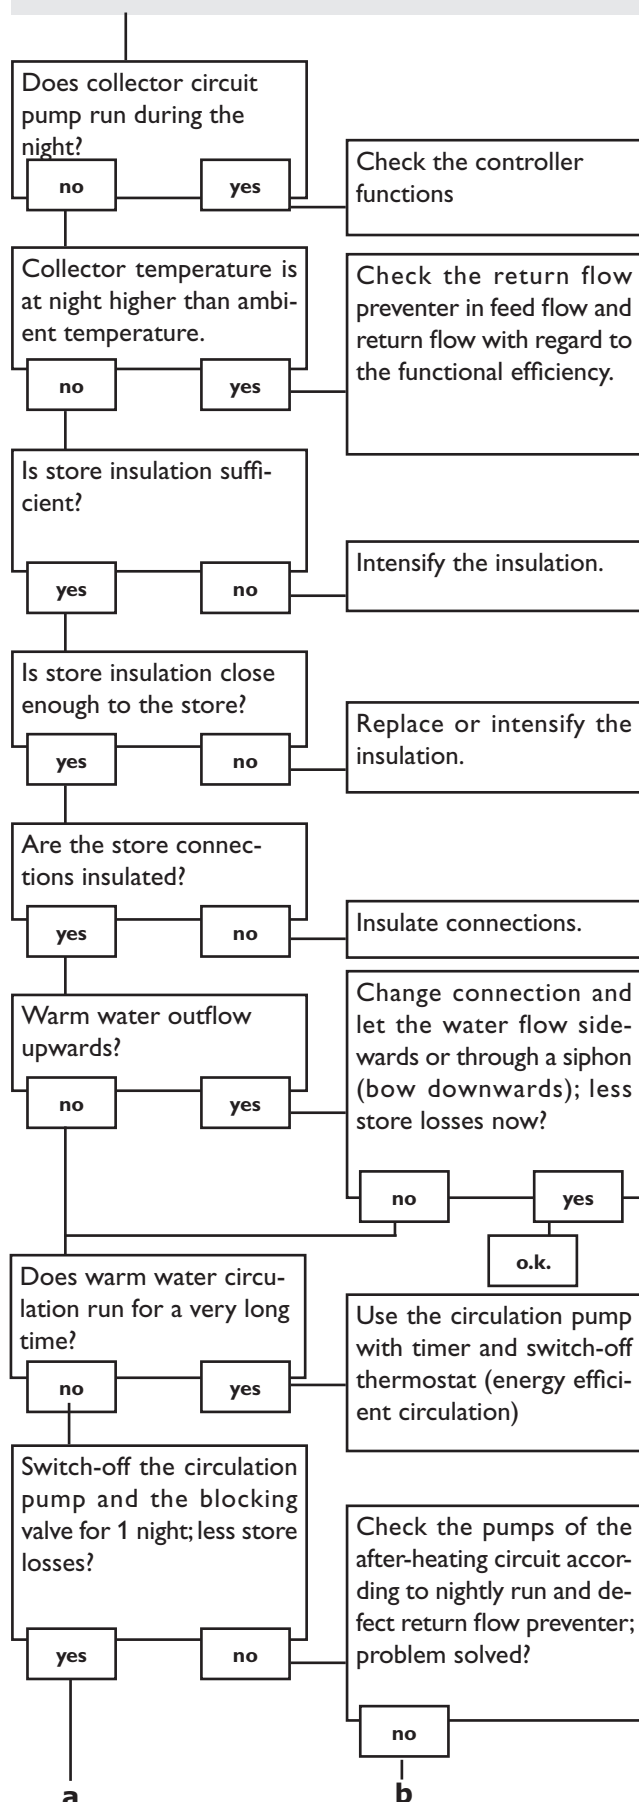 Does collector circuit
pump run during the
night?
no
yes
Check the controller
functions
Collector temperature is
at night higher than ambi-
ent temperature.
no
yes
Check the return flow
preventer in feed flow and
return flow with regard to
the functional efficiency.
Is store insulation suffi-
cient?
yes
no
Intensify the insulation.
Is store insulation close
enough to the store?
yes
no
Replace or intensify the
insulation.
Are the store connec-
tions insulated?
yes
no
Insulate connections.
Warm water outflow
upwards?
no
yes
Change connection and
let the water flow side-
wards or through a siphon
(bow downwards); less
store losses now?
no
yes
o.k.
Does warm water circu-
lation run for a very long
time?
no
yes
Use the circulation pump
with timer and switch-off
thermostat (energy effici-
ent circulation)
Switch-off the circulation
pump and the blocking
valve for 1 night; less store
losses?
yes
no
Check the pumps of the
after-heating circuit accor-
ding to nightly run and de-
fect return flow preventer;
problem solved?
no
a
b